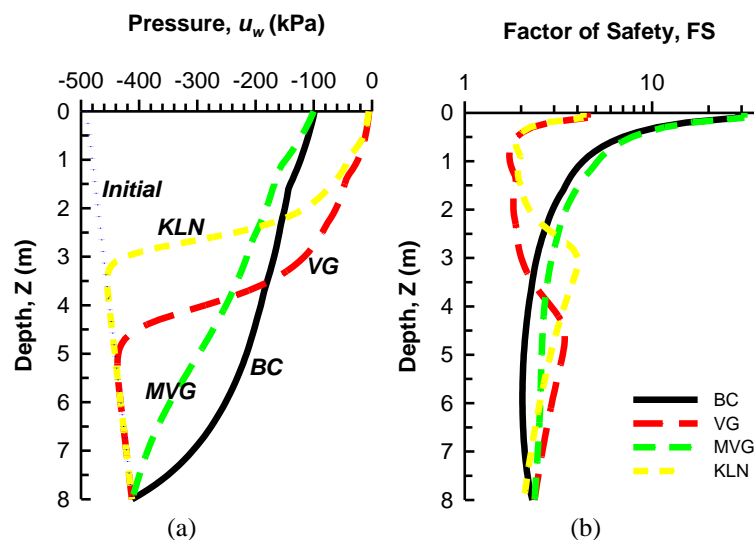 Pressure, u_w (kPa)
-500 -400 -300 -200 -100 0
0
1
2
3
4
5
6
7
8
Depth, Z (m)
Initial
KLN
VG
MVG
BC
(a)
Factor of Safety, FS
1 10
0
1
2
3
4
5
6
7
8
Depth, Z (m)
BC
VG
MVG
KLN
(b)